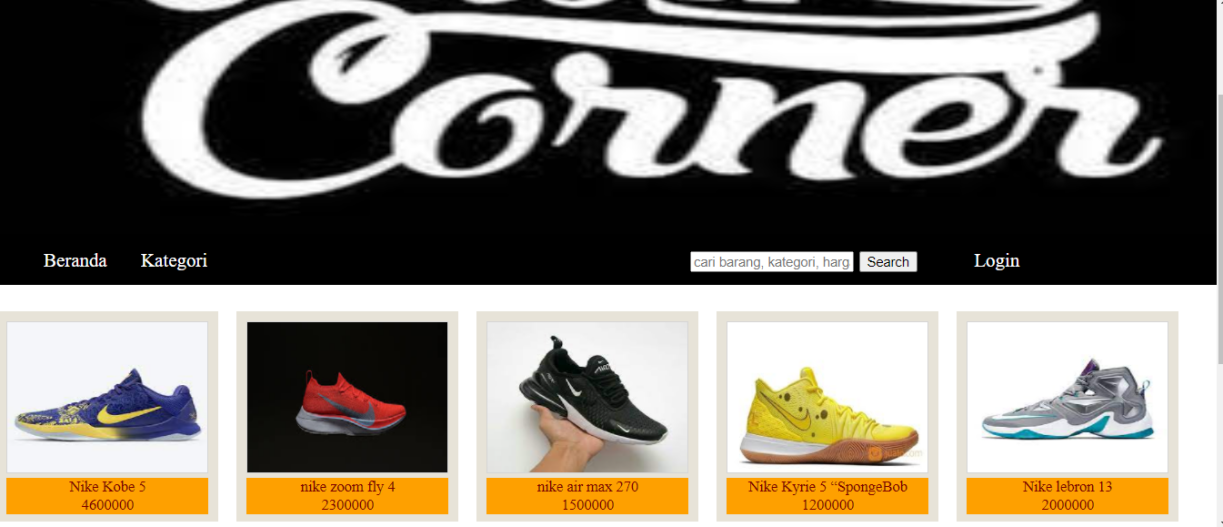 Corner
Beranda Kategori cari barang, kategori, harg Search Login
Nike Kobe 5
4600000
nike zoom fly 4
2300000
AIR
nike air max 270
1500000
Nike Kyrie 5 “SpongeBob
1200000
Nike lebron 13
2000000